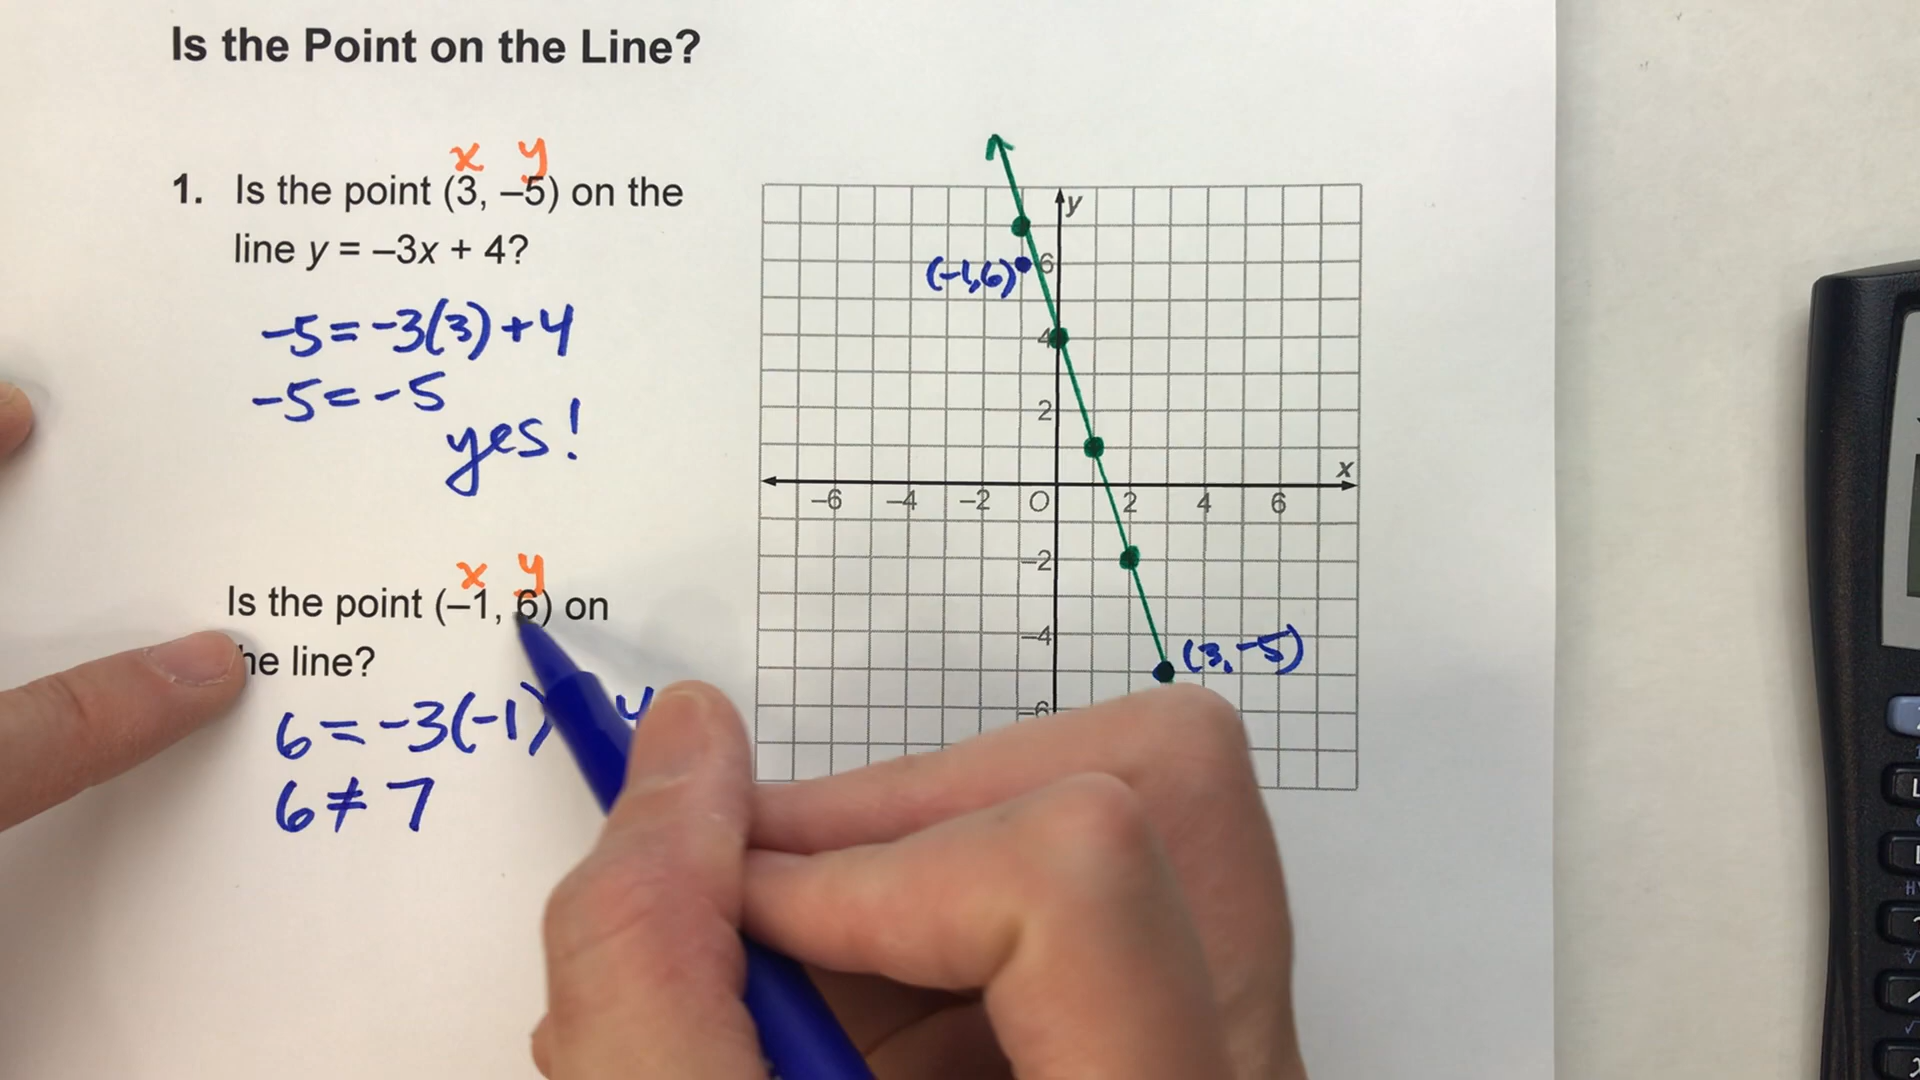 Is the Point on the Line?
x y
1. Is the point (3, –5) on the
line y = –3x + 4?
-5=-3(3)+4
-5=-5
yes!
x y
Is the point (–1, 6) on
he line?
6=-3(-1) 4
6≠7
y
(-1,6)
6
4
2
x
–6 –4 –2 O 2 4 6
–2
–4
(3,-5)
–6